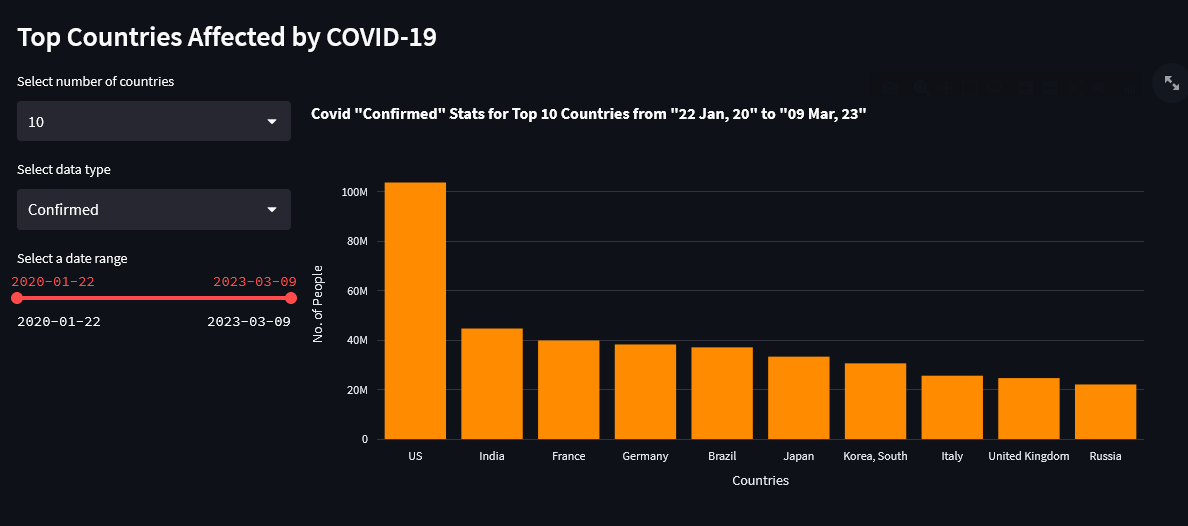 Top Countries Affected by COVID-19
Select number of countries
10
Select data type
Confirmed
Select a date range
2020-01-22 2023-03-09
2020-01-22 2023-03-09
Covid "Confirmed" Stats for Top 10 Countries from "22 Jan, 20" to "09 Mar, 23"
No. of People
100M
80M
60M
40M
20M
0
US India France Germany Brazil Japan Korea, South Italy United Kingdom Russia
Countries